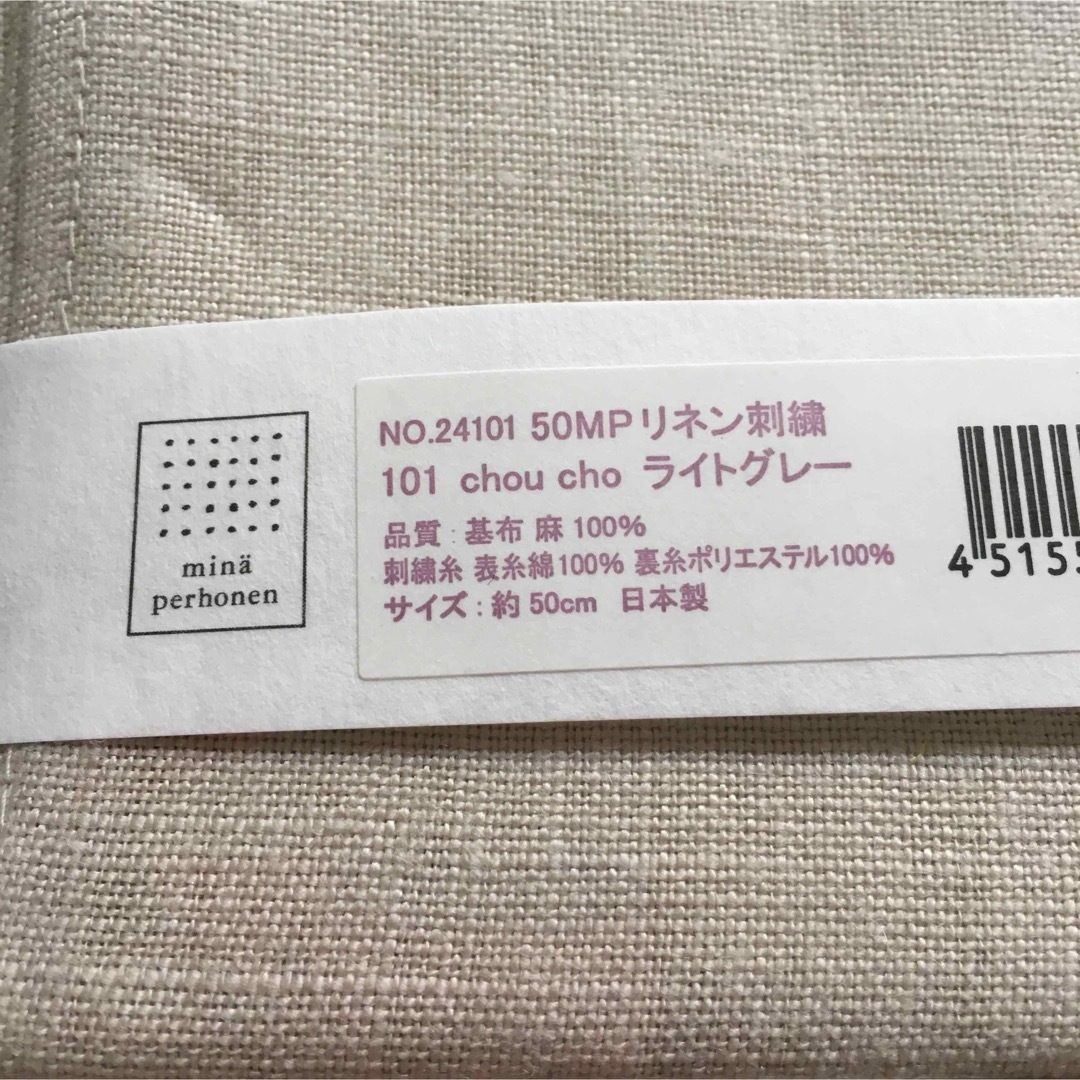 minä
perhonen
NO.24101 50MPリネン刺繍
101 chou cho ライトグレー
品質：基布 麻 100%
刺繍糸 表糸綿100% 裏糸ポリエステル100%
サイズ：約 50cm 日本製
4 5155